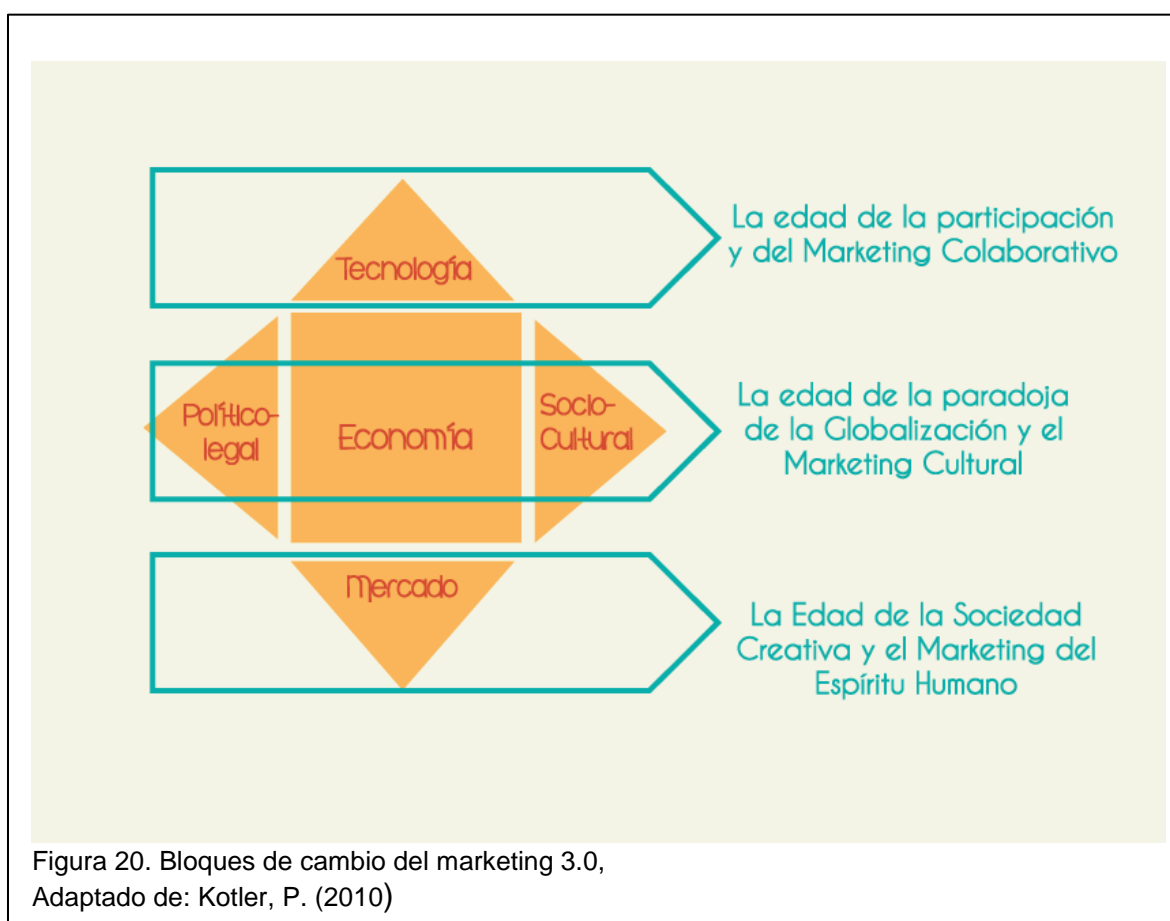 Tecnología
La edad de la participación
y del Marketing Colaborativo
Político-
legal
Economía
Socio-
Cultural
La edad de la paradoja
de la Globalización y el
Marketing Cultural
Mercado
La Edad de la Sociedad
Creativa y el Marketing del
Espíritu Humano
Figura 20. Bloques de cambio del marketing 3.0,
Adaptado de: Kotler, P. (2010)